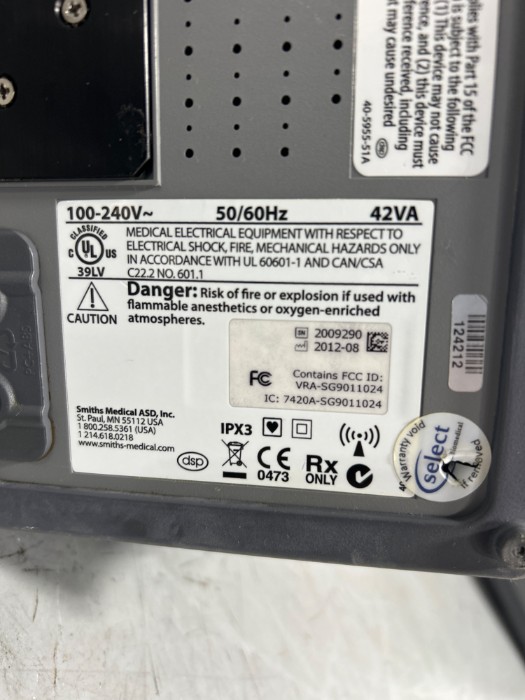 plies with Part 15 of the FCC
is subject to the following
(1) This device may not cause
rence, and (2) this device must
ference received, including
t may cause undesired
40-5955-51A
100-240V~ 50/60Hz 42VA
CLASSIFIED
C UL US
39LV
MEDICAL ELECTRICAL EQUIPMENT WITH RESPECT TO
ELECTRICAL SHOCK, FIRE, MECHANICAL HAZARDS ONLY
IN ACCORDANCE WITH UL 60601-1 AND CAN/CSA
C22.2 NO. 601.1
CAUTION
Danger: Risk of fire or explosion if used with
flammable anesthetics or oxygen-enriched
atmospheres.
SN 2009290
2012-08
FC Contains FCC ID:
VRA-SG9011024
IC: 7420A-SG9011024
124212
Smiths Medical ASD, Inc.
St. Paul, MN 55112 USA
1 800.258.5361 (USA)
1 214.618.0218
www.smiths-medical.com
IPX3
dsp
CE
0473
Rx
ONLY
Warranty void
select
medical
if removed